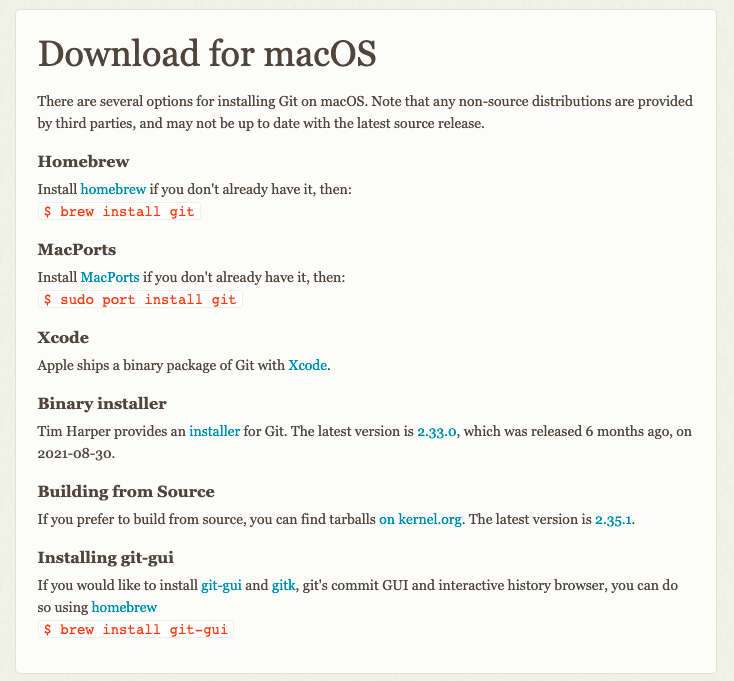 Download for macOS
There are several options for installing Git on macOS. Note that any non-source distributions are provided
by third parties, and may not be up to date with the latest source release.
Homebrew
Install homebrew if you don't already have it, then:
$ brew install git
MacPorts
Install MacPorts if you don't already have it, then:
$ sudo port install git
Xcode
Apple ships a binary package of Git with Xcode.
Binary installer
Tim Harper provides an installer for Git. The latest version is 2.33.0, which was released 6 months ago, on
2021-08-30.
Building from Source
If you prefer to build from source, you can find tarballs on kernel.org. The latest version is 2.35.1.
Installing git-gui
If you would like to install git-gui and gitk, git's commit GUI and interactive history browser, you can do
so using homebrew
$ brew install git-gui